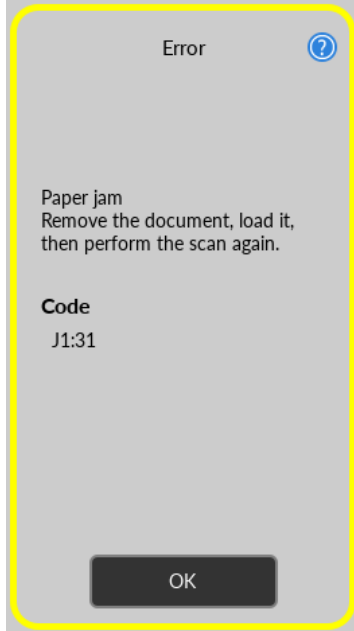 Error
?
Paper jam
Remove the document, load it,
then perform the scan again.
Code
J1:31
OK